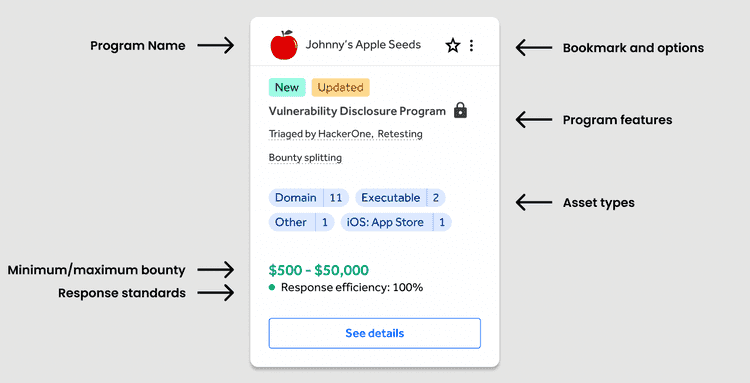 Program Name
Johnny's Apple Seeds
Bookmark and options
New Updated
Vulnerability Disclosure Program
Program features
Triaged by HackerOne, Retesting
Bounty splitting
Domain 11 Executable 2
Asset types
Other 1 iOS: App Store 1
Minimum/maximum bounty
$500 - $50,000
Response standards
Response efficiency: 100%
See details